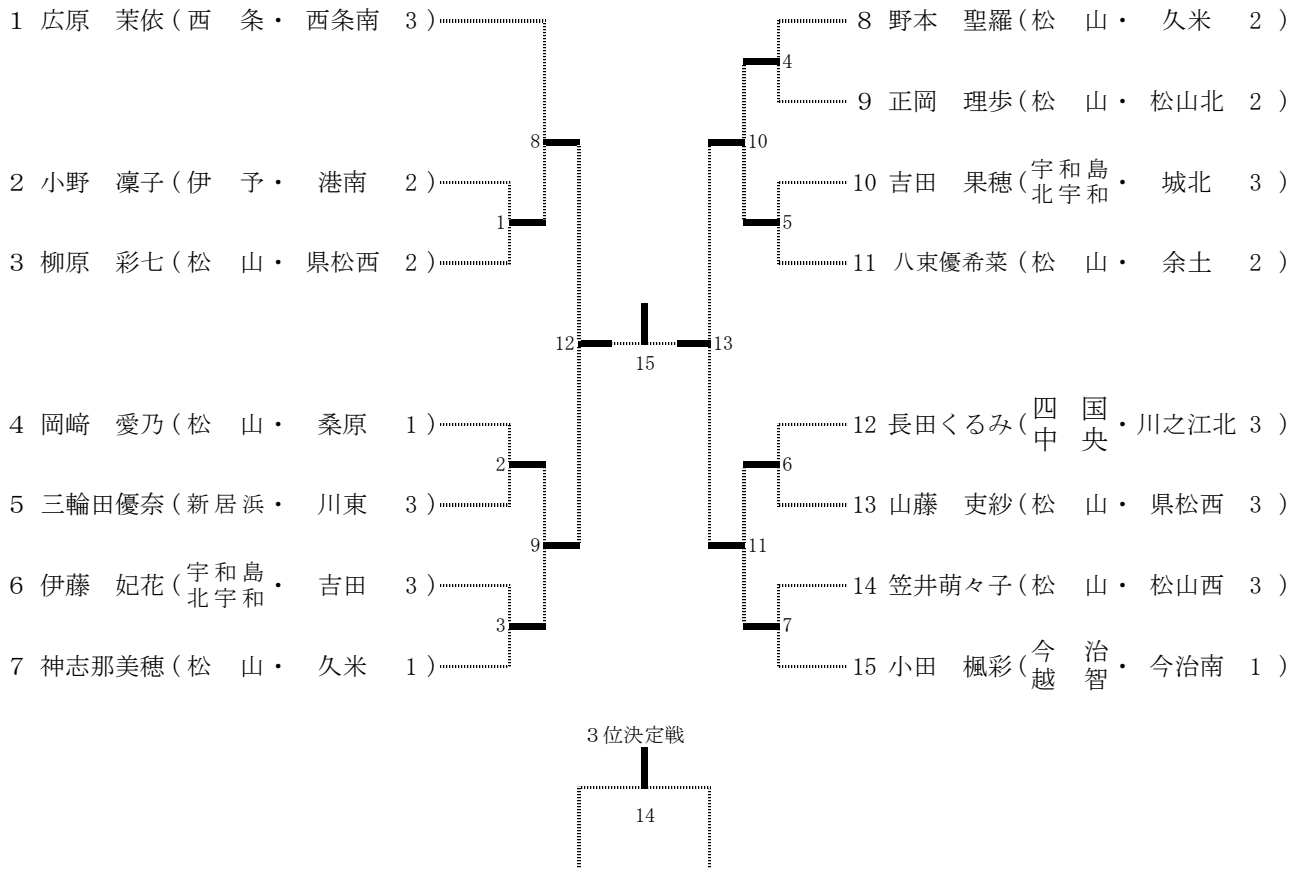 1 広原 茉依 ( 西 条 ・ 西条南 3 )
8
2 小野 凜子 ( 伊 予 ・ 港南 2 )
1
3 柳原 彩七 ( 松 山 ・ 県松西 2 )
12
4 岡﨑 愛乃 ( 松 山 ・ 桑原 1 )
2
5 三輪田優奈 ( 新居浜 ・ 川東 3 )
9
6 伊藤 妃花 ( 宇和島北宇和 ・ 吉田 3 )
3
7 神志那美穂 ( 松 山 ・ 久米 1 )
15
8 野本 聖羅 ( 松 山 ・ 久米 2 )
4
9 正岡 理歩 ( 松 山 ・ 松山北 2 )
10
10 吉田 果穂 ( 宇和島北宇和 ・ 城北 3 )
5
11 八束優希菜 ( 松 山 ・ 余土 2 )
13
12 長田くるみ ( 四国中央 ・ 川之江北 3 )
6
13 山藤 吏紗 ( 松 山 ・ 県松西 3 )
11
14 笠井萌々子 ( 松 山 ・ 松山西 3 )
7
15 小田 楓彩 ( 今治越智 ・ 今治南 1 )
3位決定戦
14